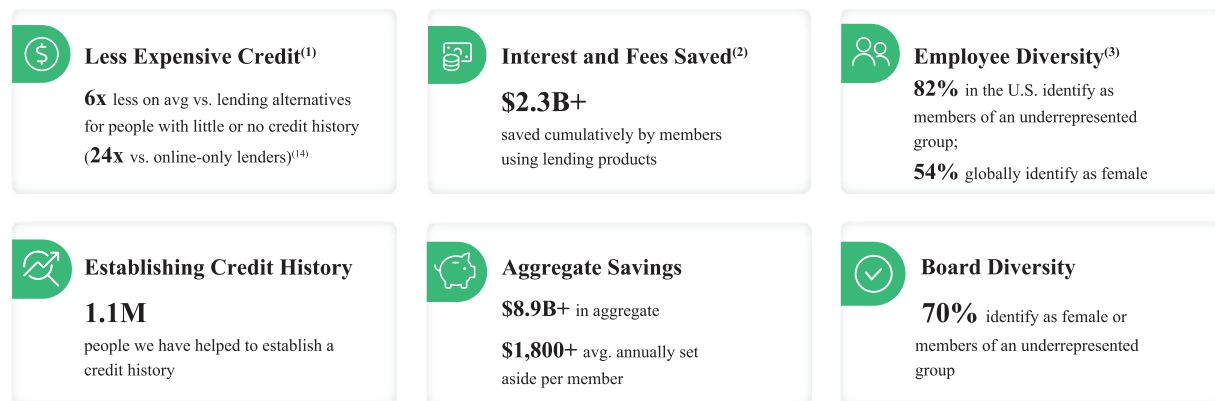 Less Expensive Credit(1)
6x less on avg vs. lending alternatives
for people with little or no credit history
(24x vs. online-only lenders)(14)
Interest and Fees Saved(2)
$2.3B+
saved cumulatively by members
using lending products
Employee Diversity(3)
82% in the U.S. identify as
members of an underrepresented
group;
54% globally identify as female
Establishing Credit History
1.1M
people we have helped to establish a
credit history
Aggregate Savings
$8.9B+ in aggregate
$1,800+ avg. annually set
aside per member
Board Diversity
70% identify as female or
members of an underrepresented
group